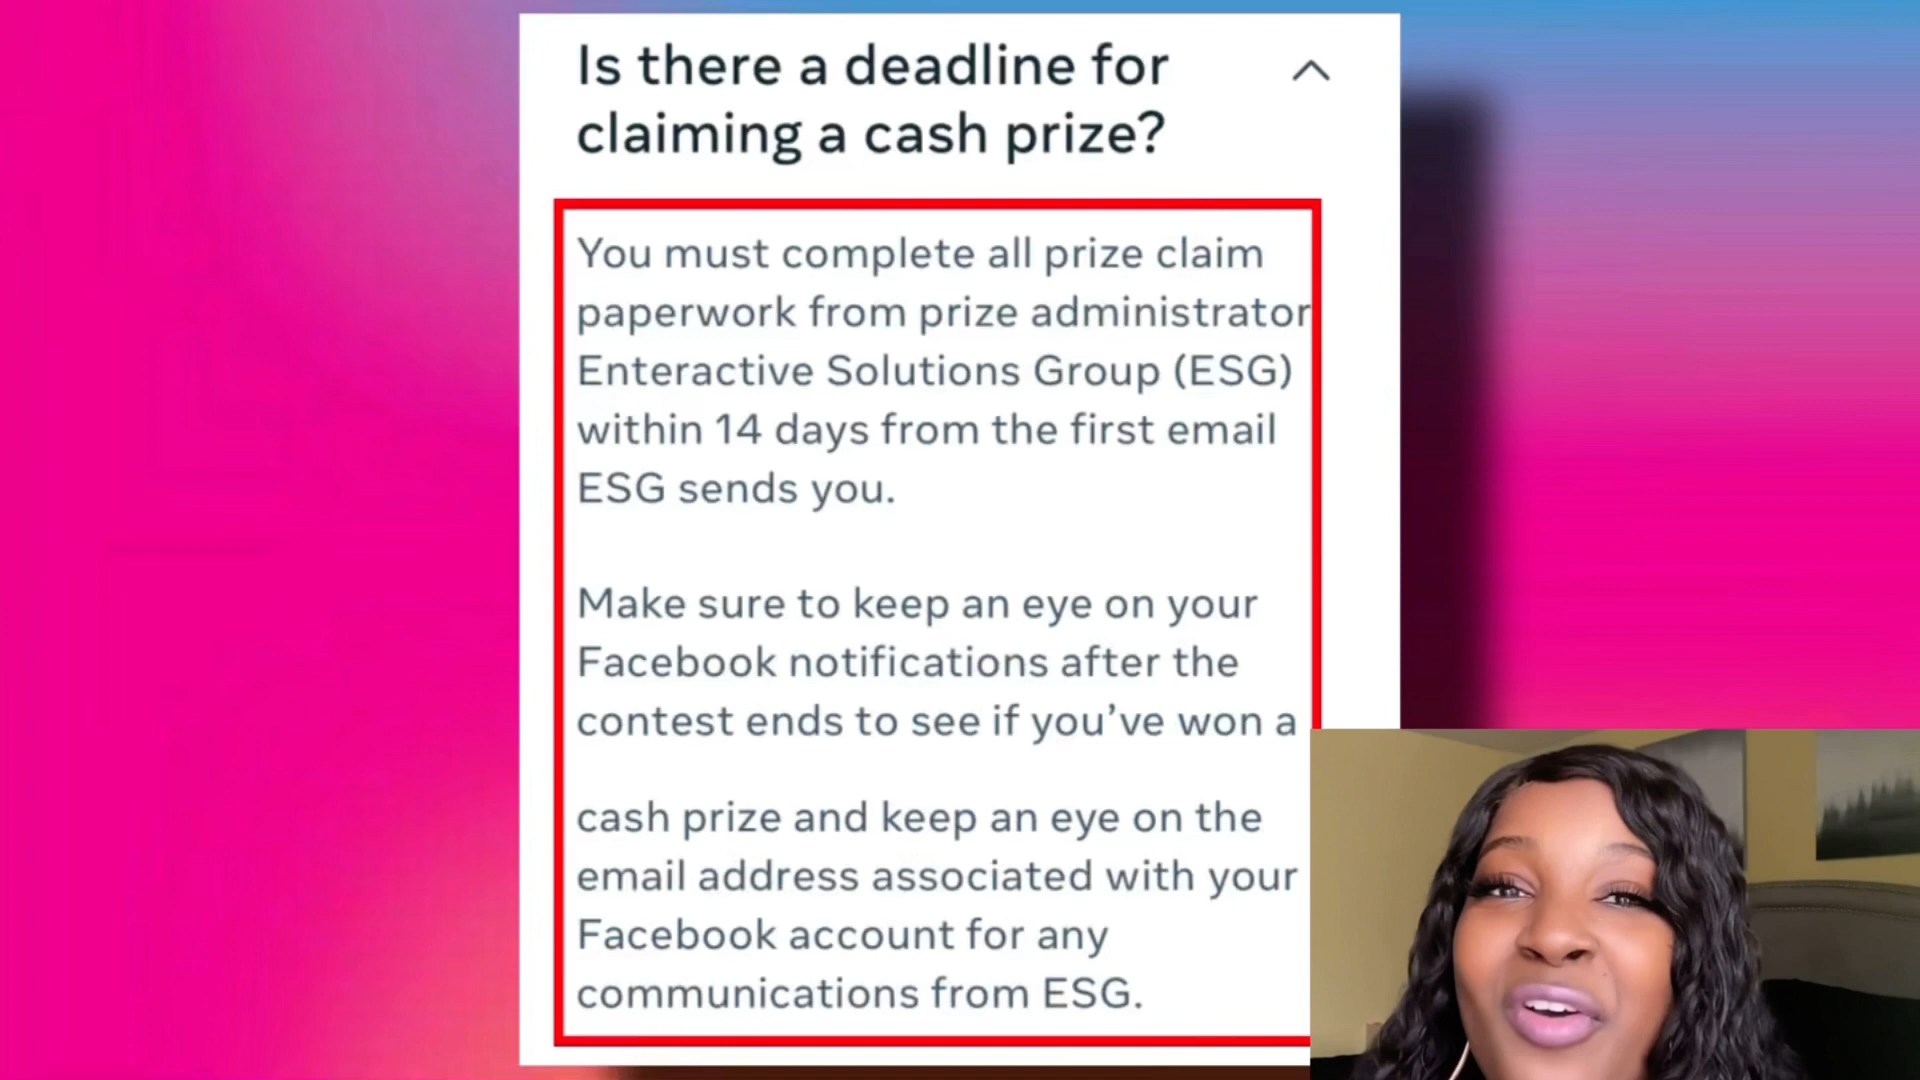 Is there a deadline for
claiming a cash prize?
You must complete all prize claim
paperwork from prize administrator
Enteractive Solutions Group (ESG)
within 14 days from the first email
ESG sends you.
Make sure to keep an eye on your
Facebook notifications after the
contest ends to see if you’ve won a
cash prize and keep an eye on the
email address associated with your
Facebook account for any
communications from ESG.